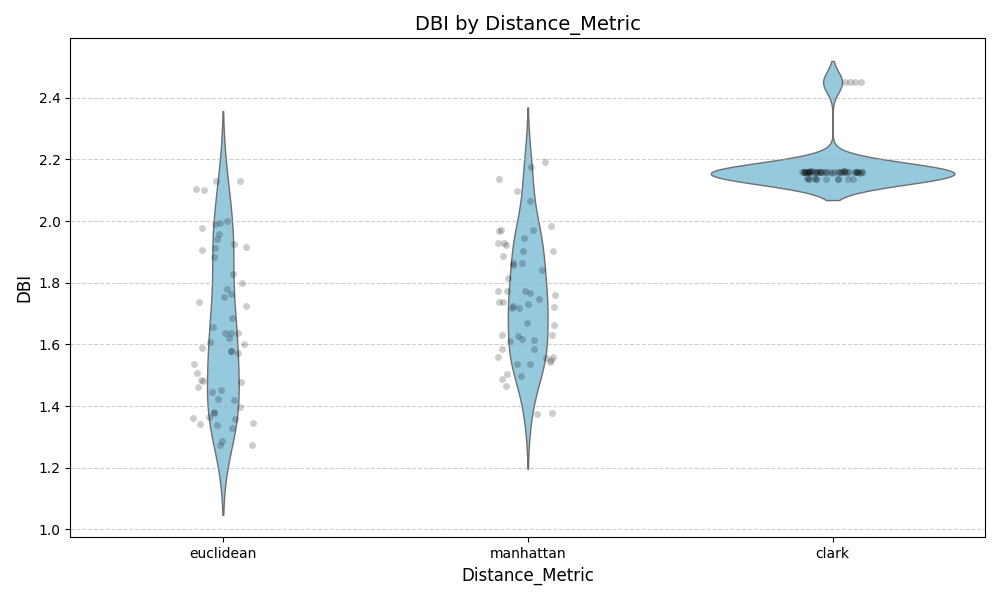 DBI by Distance_Metric
DBI
2.4
2.2
2.0
1.8
1.6
1.4
1.2
1.0
euclidean manhattan clark
Distance_Metric